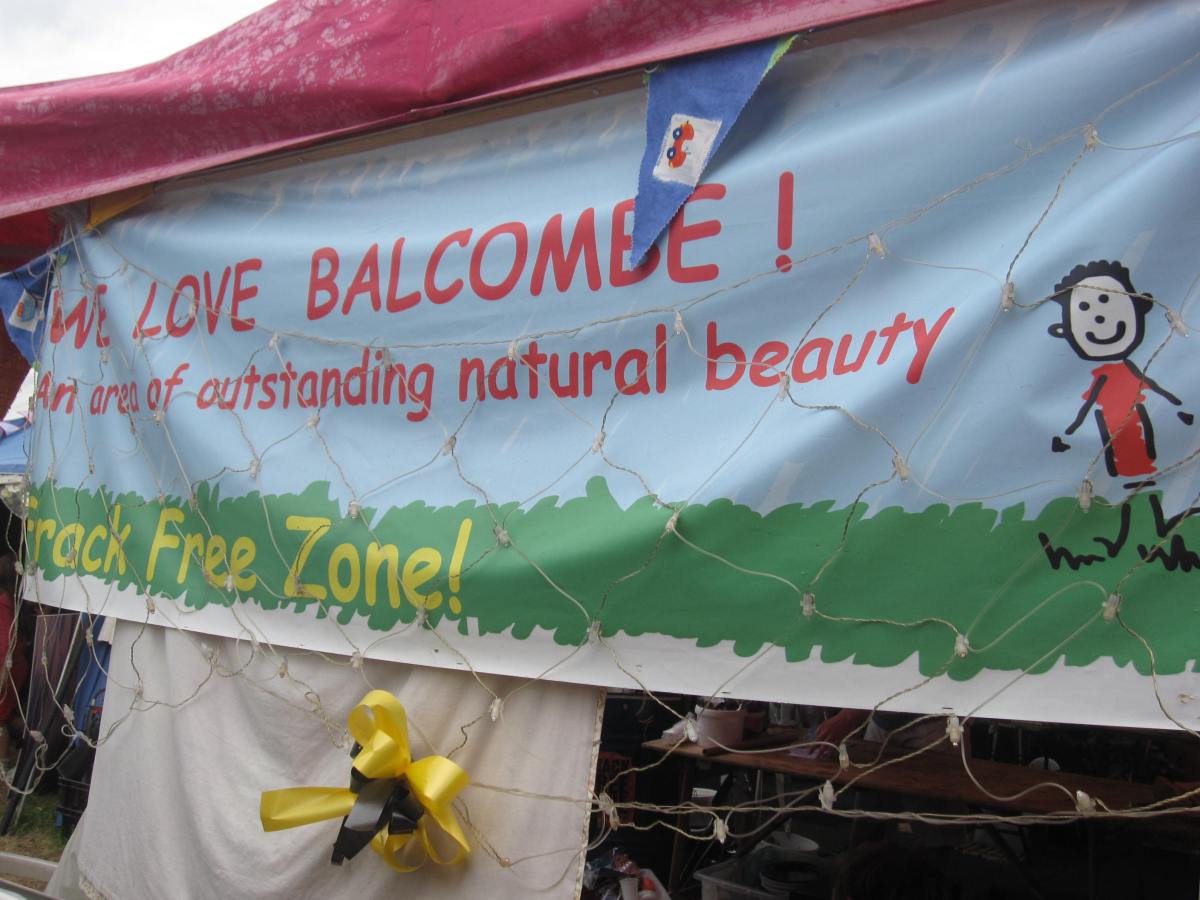 WE LOVE BALCOMBE !
An area of outstanding natural beauty
Frack Free Zone!